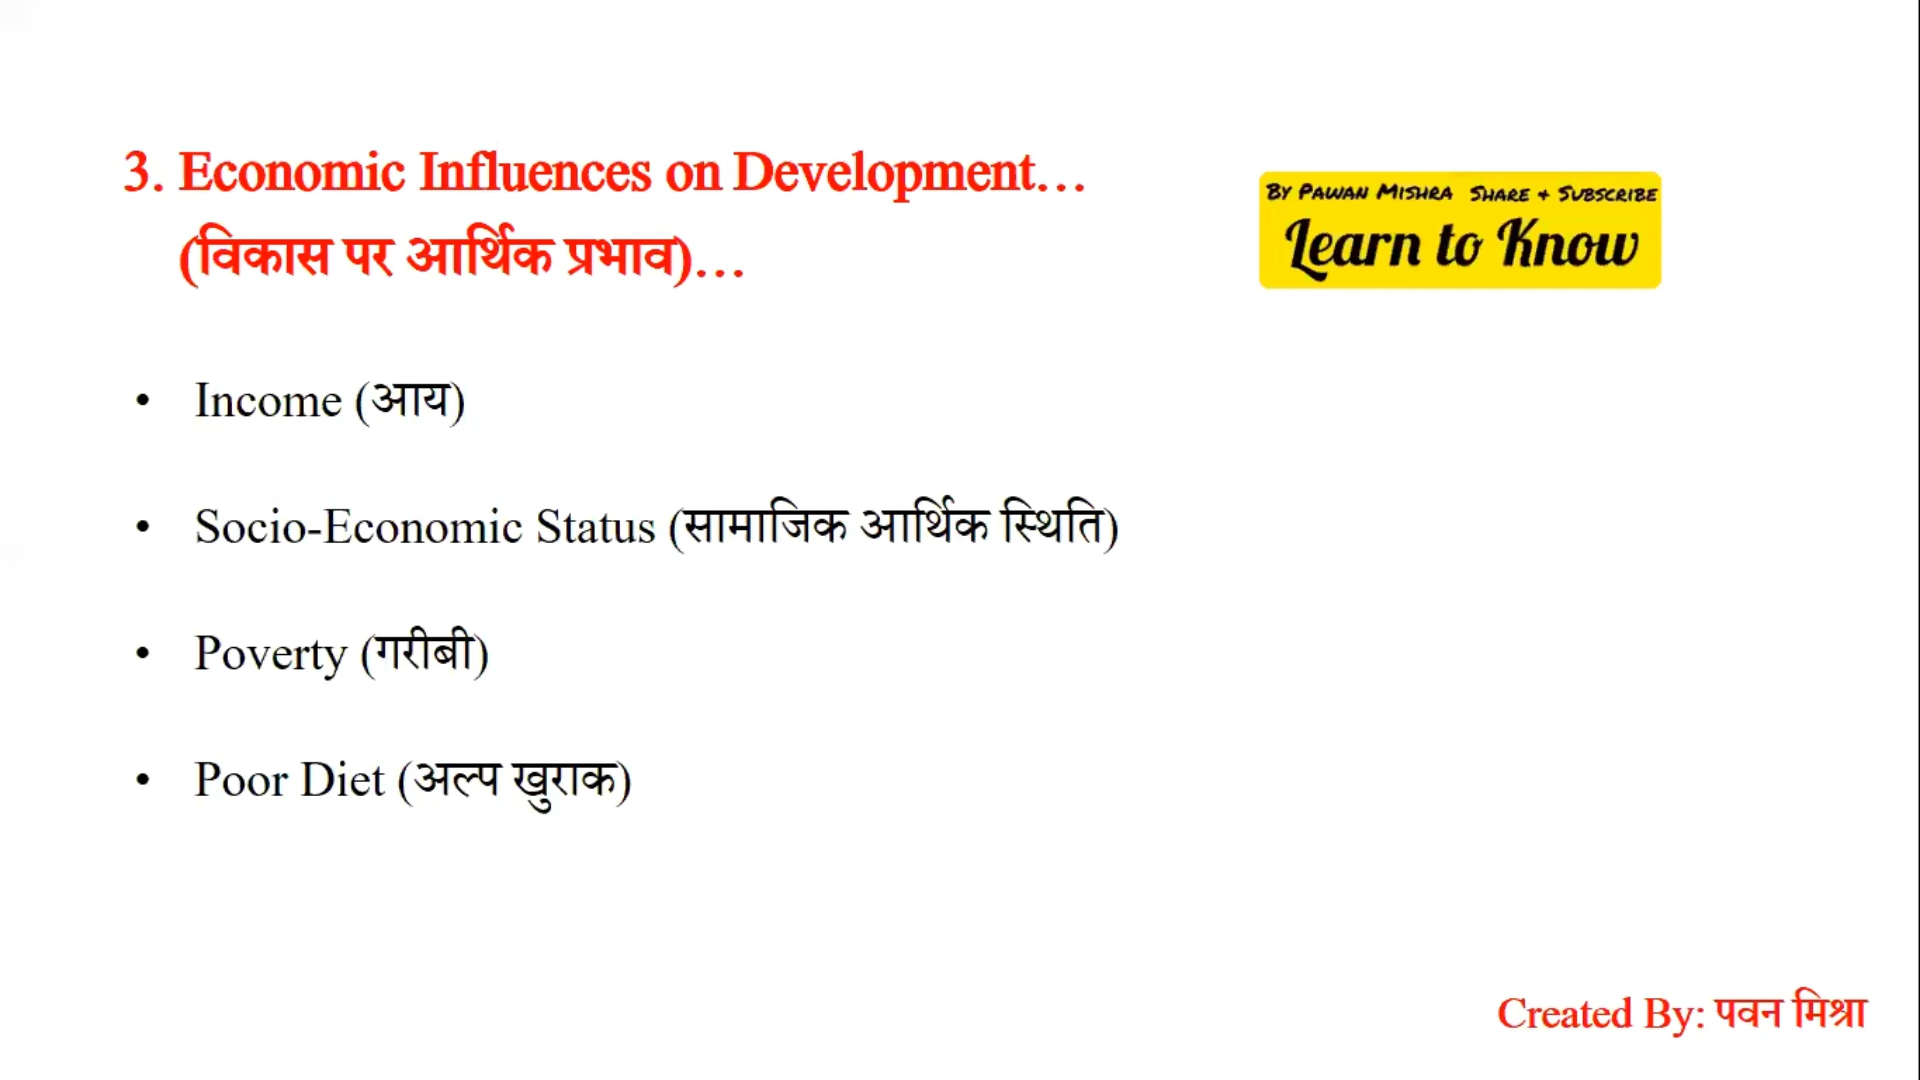 3. Economic Influences on Development...
(विकास पर आर्थिक प्रभाव)...
By Pawan Mishra Share + Subscribe
Learn to Know
• Income (आय)
• Socio-Economic Status (सामाजिक आर्थिक स्थिति)
• Poverty (गरीबी)
• Poor Diet (अल्प खुराक)
Created By: पवन मिश्रा